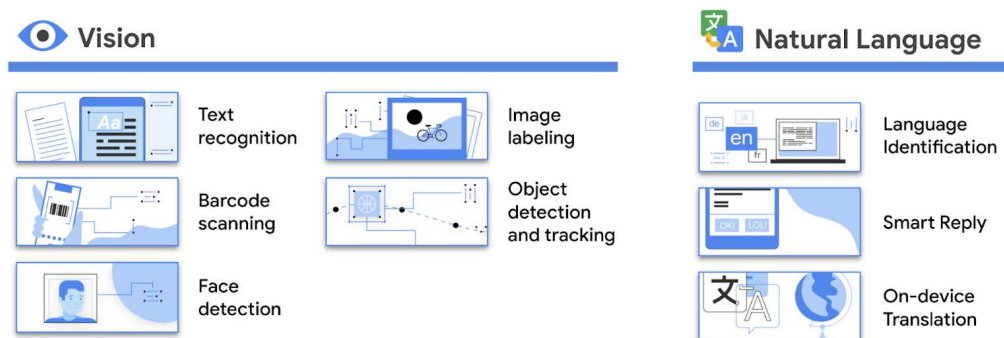 Vision
Text
recognition
Aa
Image
labeling
Barcode
scanning
Object
detection
and tracking
Face
detection
文
A
Natural Language
de
ja
en
fr
Language
Identification
OK!
LOL!
Smart Reply
文
A
On-device
Translation